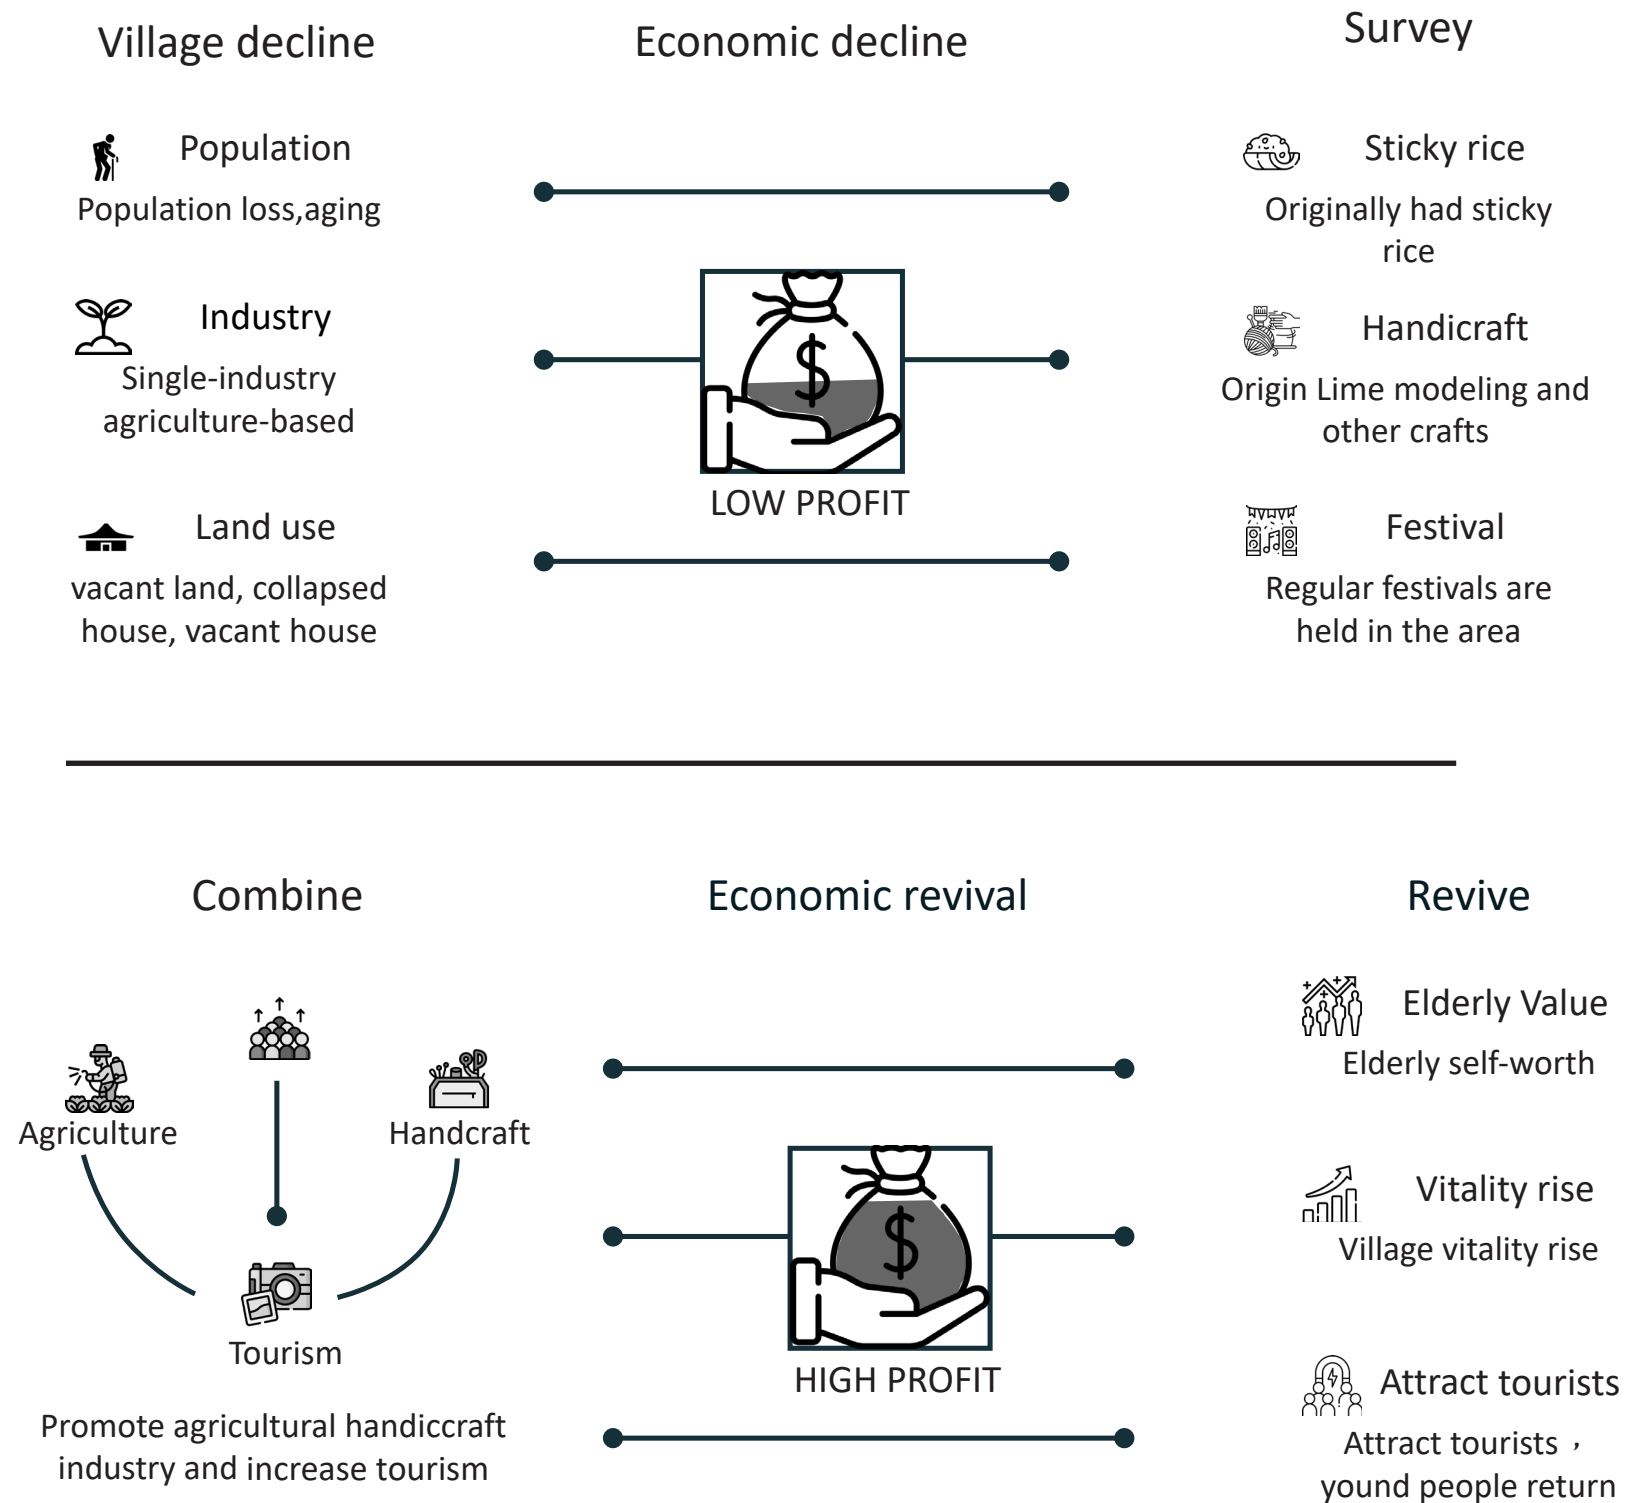 Village decline
Economic decline
Survey
Population
Population loss,aging
Industry
Single-industry
agriculture-based
Land use
vacant land, collapsed
house, vacant house
$
LOW PROFIT
Sticky rice
Originally had sticky
rice
Handicraft
Origin Lime modeling and
other crafts
Festival
Regular festivals are
held in the area
Combine
Economic revival
Revive
Agriculture
Handcraft
Tourism
Promote agricultural handiccraft
industry and increase tourism
$
HIGH PROFIT
Elderly Value
Elderly self-worth
Vitality rise
Village vitality rise
Attract tourists
Attract tourists，
yound people return